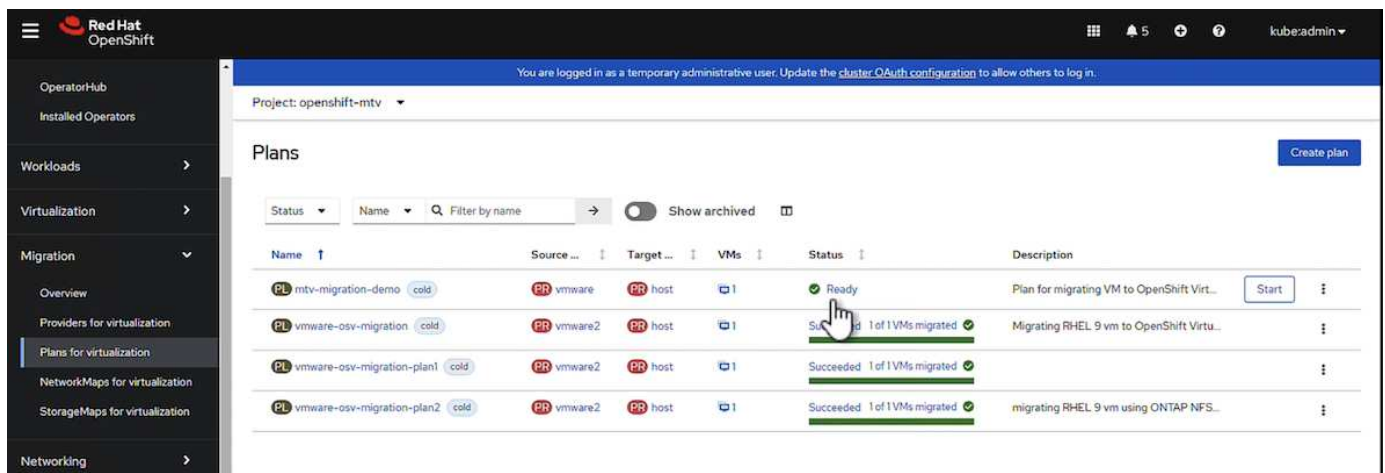 Red Hat
OpenShift
5
kube:admin
You are logged in as a temporary administrative user. Update the cluster OAuth configuration to allow others to log in.
OperatorHub
Installed Operators
Workloads
Virtualization
Migration
Overview
Providers for virtualization
Plans for virtualization
NetworkMaps for virtualization
StorageMaps for virtualization
Networking
Project: openshift-mtv
Plans
Create plan
Status Name Filter by name Show archived
Name Source ... Target ... VMs Status Description
PL mtv-migration-demo cold PR vmware PR host 1 Ready Plan for migrating VM to OpenShift Virt... Start
PL vmware-osv-migration cold PR vmware2 PR host 1 1 of 1 VMs migrated Migrating RHEL 9 vm to OpenShift Virtu...
PL vmware-osv-migration-plan1 cold PR vmware2 PR host 1 Succeeded 1 of 1 VMs migrated
PL vmware-osv-migration-plan2 cold PR vmware2 PR host 1 Succeeded 1 of 1 VMs migrated migrating RHEL 9 vm using ONTAP NFS...